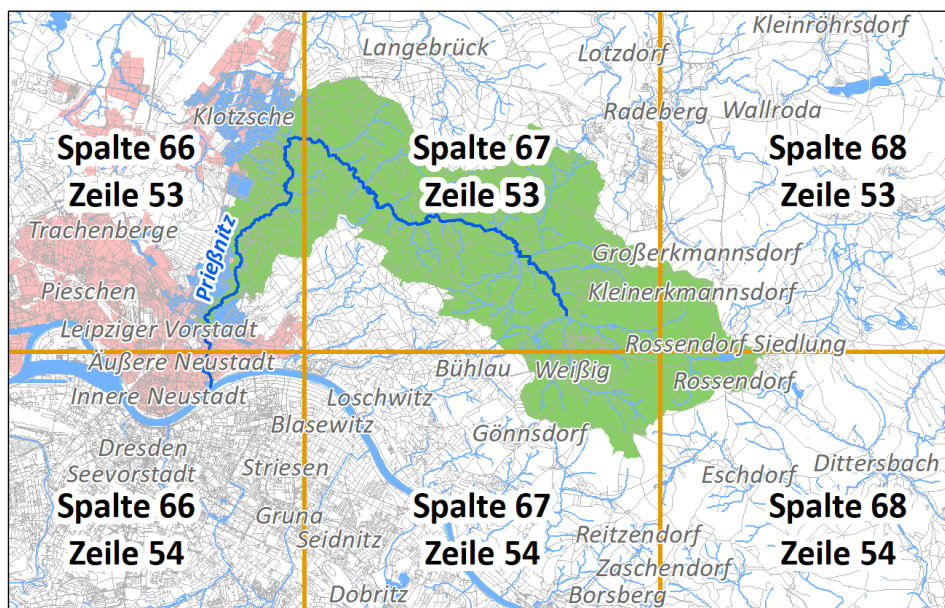 Kleinröhrsdorf
Langebrück
Lotzdorf
Klotzsche
Radeberg
Wallroda
Spalte 66
Zeile 53
Spalte 67
Zeile 53
Spalte 68
Zeile 53
Trachenberge
Prießnitz
Großerkmannsdorf
Pieschen
Kleinerkmannsdorf
Leipziger Vorstadt
Rossendorf Siedlung
Äußere Neustadt
Bühlau
Weißig
Rossendorf
Innere Neustadt
Loschwitz
Blasewitz
Gönnsdorf
Dresden
Seevorstadt
Striesen
Eschdorf
Dittersbach
Spalte 66
Zeile 54
Spalte 67
Zeile 54
Spalte 68
Zeile 54
Gruna
Seidnitz
Reitzendorf
Zaschendorf
Dobritz
Borsberg